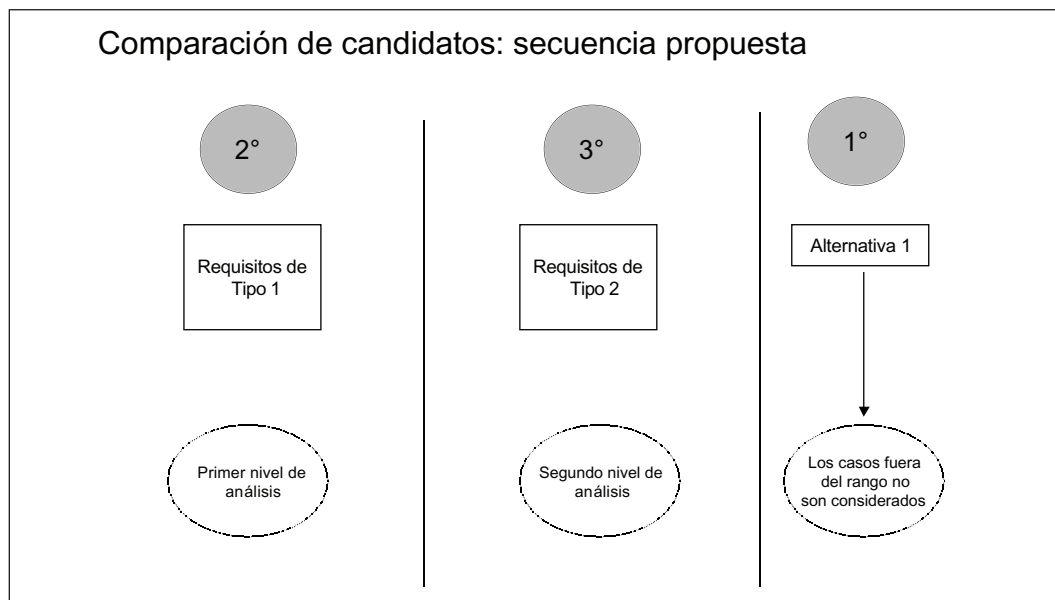 Comparación de candidatos: secuencia propuesta
2°
Requisitos de
Tipo 1
Primer nivel de
análisis
3°
Requisitos de
Tipo 2
Segundo nivel de
análisis
1°
Alternativa 1
Los casos fuera
del rango no
son considerados